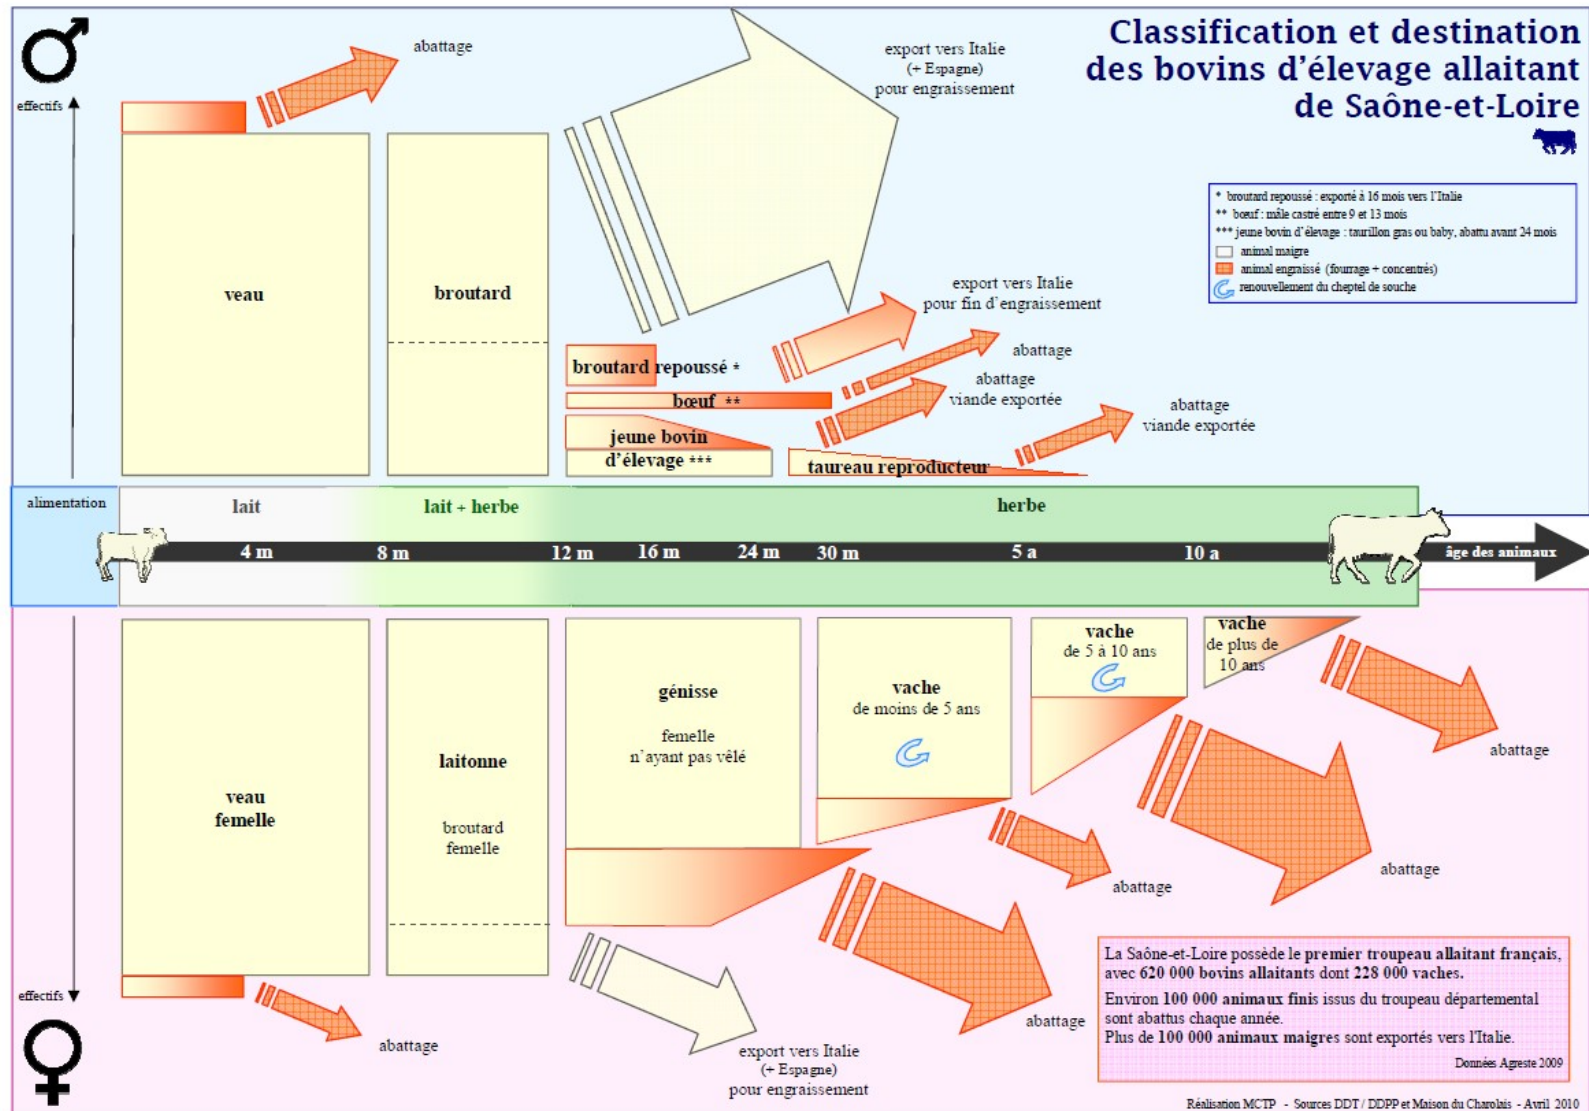 Classification et destination
des bovins d'élevage allaitant
de Saône-et-Loire
abattage
export vers Italie
(+ Espagne)
pour engraissement
effectifs
* broutard repoussé : exporté à 16 mois vers l'Italie
** bœuf : mâle castré entre 9 et 13 mois
*** jeune bovin d'élevage : taurillon gras ou baby, abattu avant 24 mois
animal maigre
animal engraissé (fourrage + concentrés)
renouvellement du cheptel de souche
veau
broutard
export vers Italie
pour fin d'engraissement
abattage
broutard repoussé *
abattage
viande exportée
bœuf **
abattage
viande exportée
jeune bovin
d'élevage ***
taureau reproducteur
alimentation
lait
lait + herbe
herbe
4 m
8 m
12 m
16 m
24 m
30 m
5 a
10 a
âge des animaux
veau
femelle
laitonne
broutard
femelle
génisse
femelle
n'ayant pas vêlé
vache
de moins de 5 ans
vache
de 5 à 10 ans
vache
de plus de
10 ans
abattage
abattage
abattage
abattage
effectifs
abattage
export vers Italie
(+ Espagne)
pour engraissement
La Saône-et-Loire possède le premier troupeau allaitant français,
avec 620 000 bovins allaitants dont 228 000 vaches.
Environ 100 000 animaux finis issus du troupeau départemental
sont abattus chaque année.
Plus de 100 000 animaux maigres sont exportés vers l'Italie.
Données Agreste 2009
Réalisation MCTP - Sources DDT / DDPP et Maison du Charolais - Avril 2010